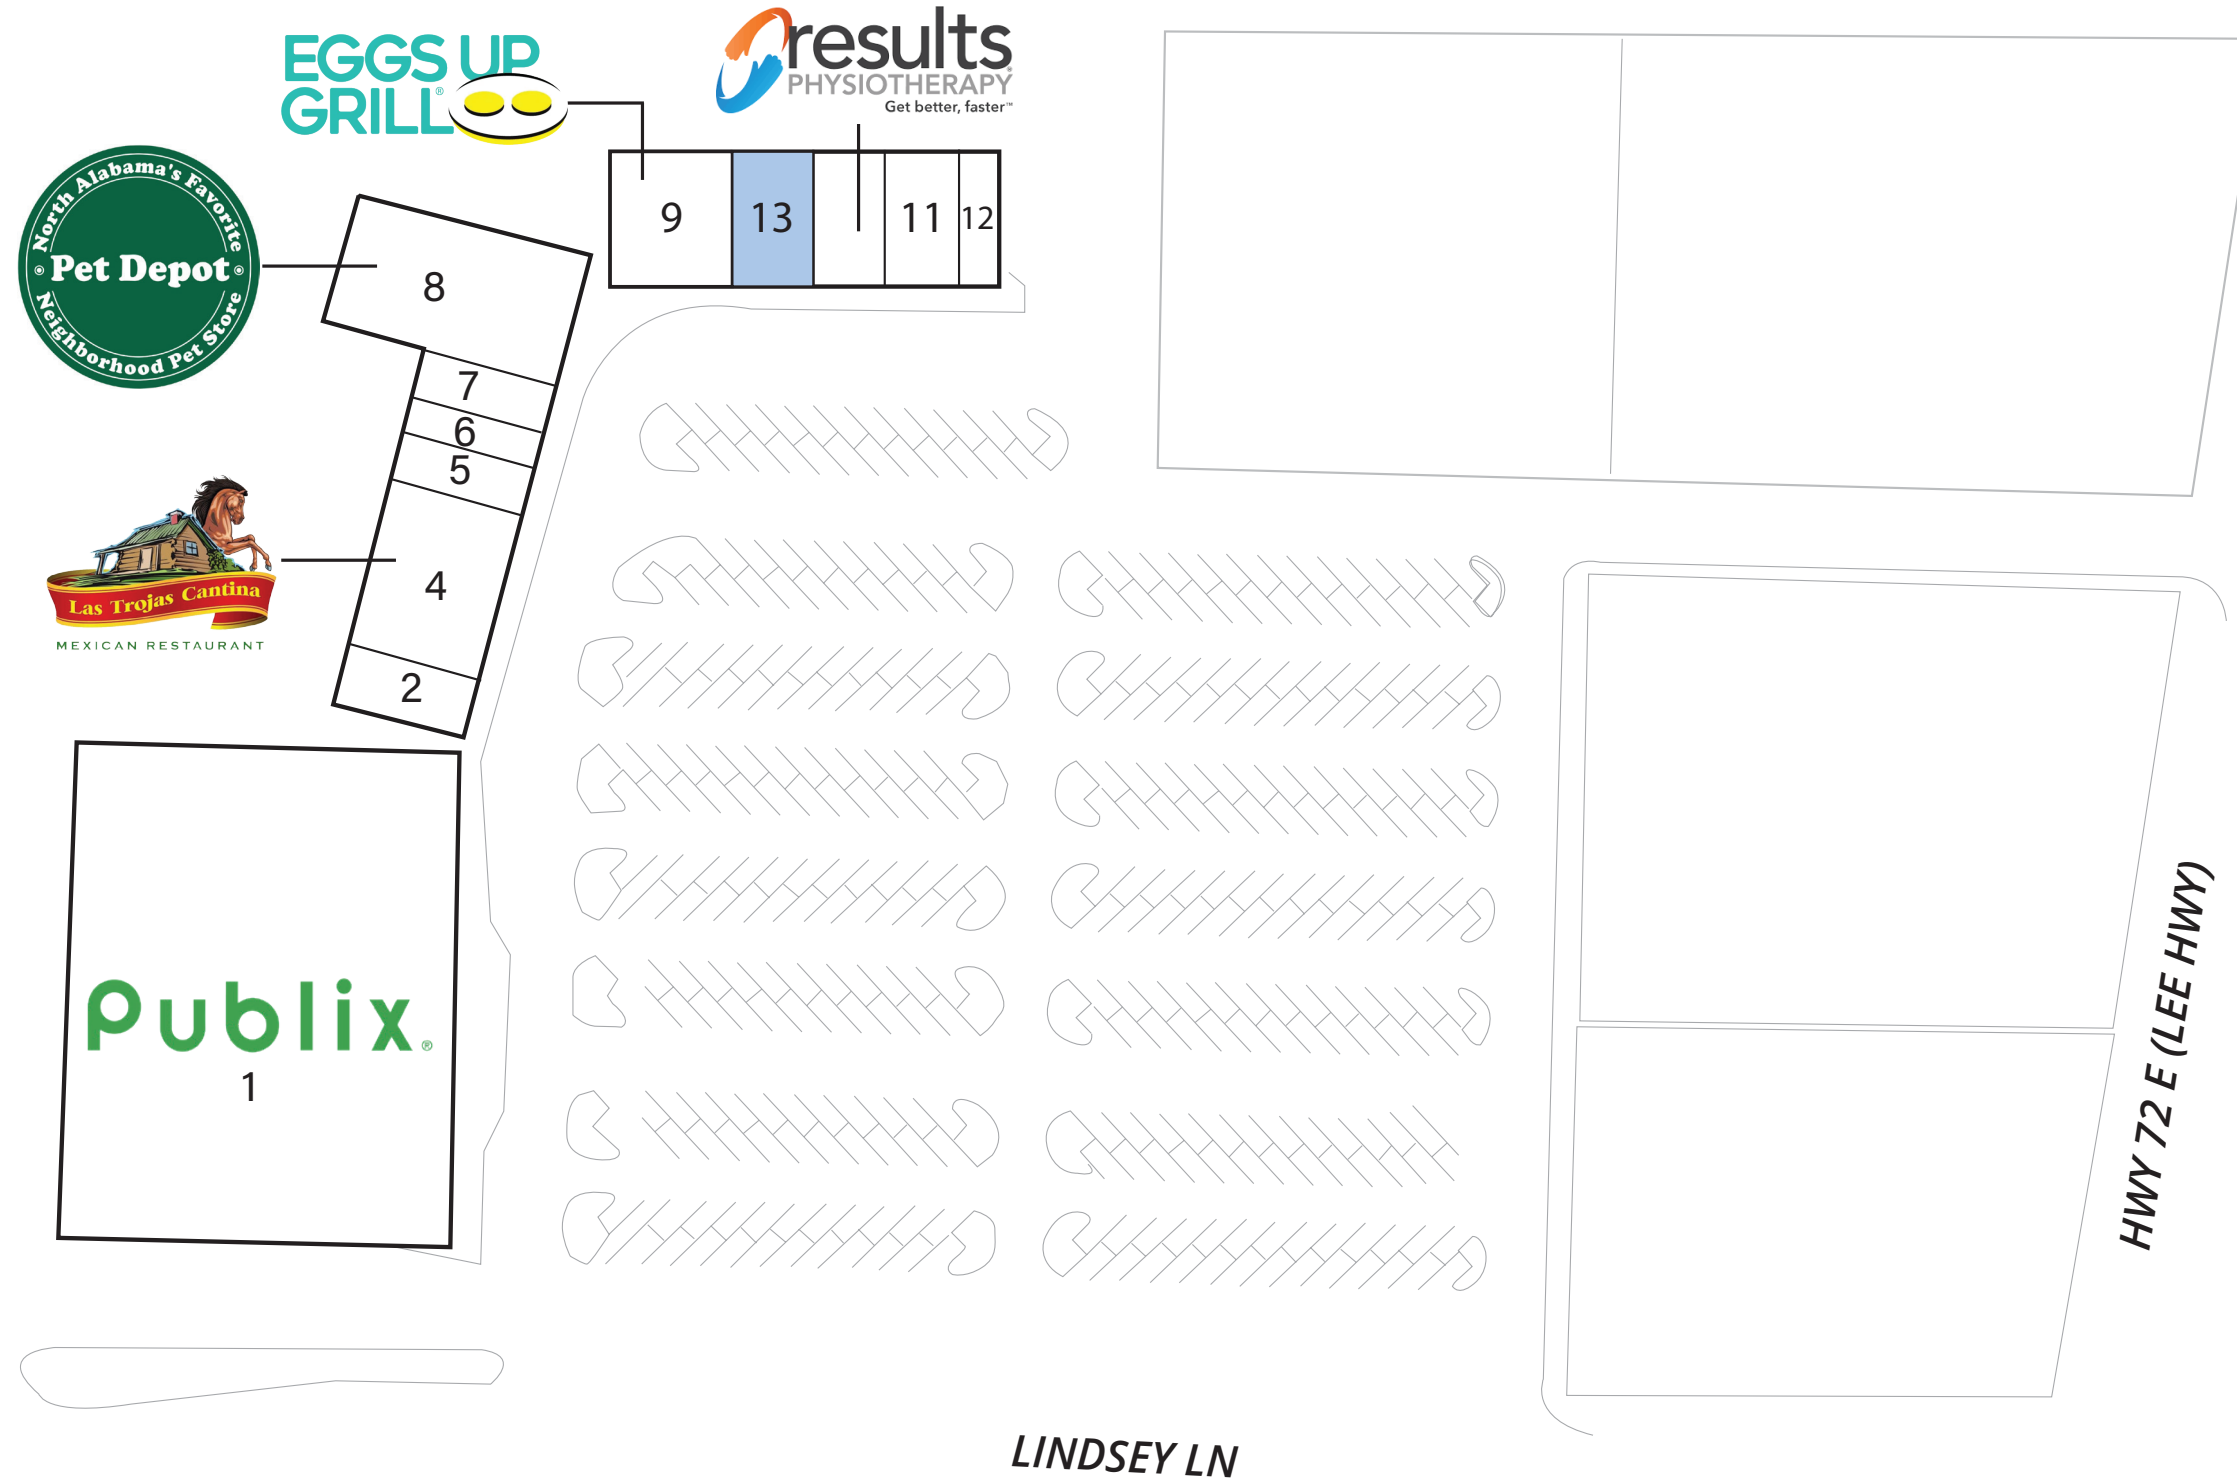 EGGS UP
GRILL®
results
PHYSIOTHERAPY®
Get better, faster™
North Alabama's Favorite
Pet Depot
Neighborhood Pet Store
9
13
11
12
8
7
6
5
4
2
Las Trojas Cantina
MEXICAN RESTAURANT
Publix®
1
HWY 72 E (LEE HWY)
LINDSEY LN